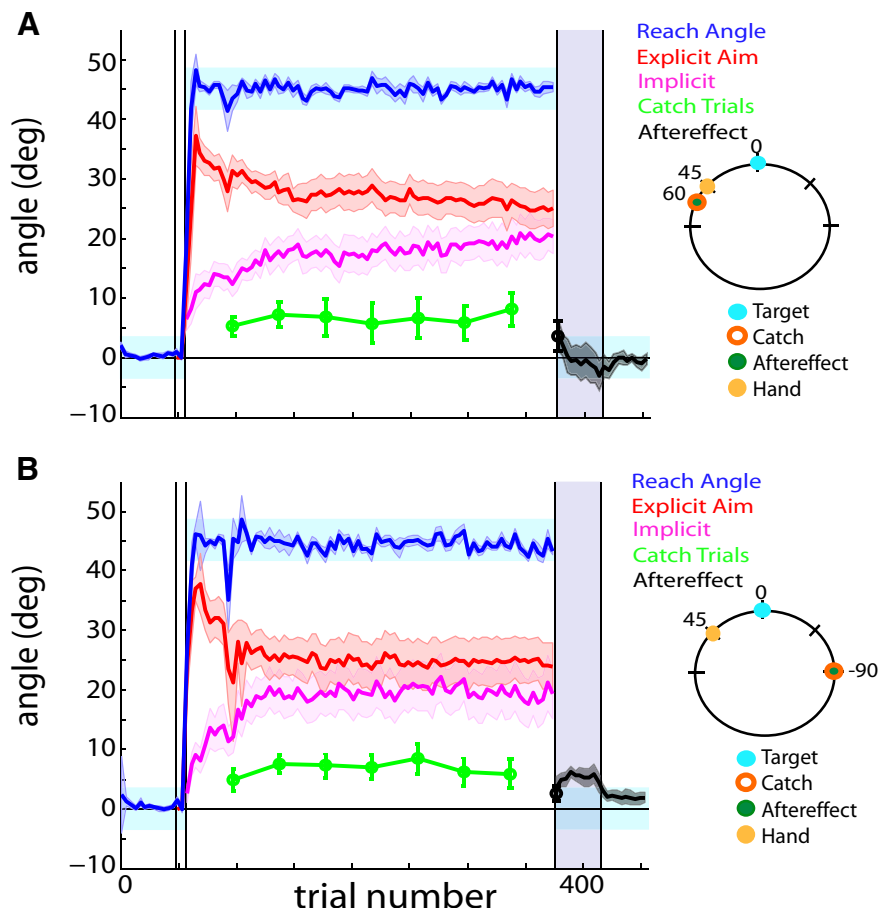 A
Reach Angle
Explicit Aim
Implicit
Catch Trials
Aftereffect
angle (deg)
50
40
30
20
10
0
−10
0
45
60
Target
Catch
Aftereffect
Hand
B
Reach Angle
Explicit Aim
Implicit
Catch Trials
Aftereffect
angle (deg)
50
40
30
20
10
0
−10
0
45
-90
Target
Catch
Aftereffect
Hand
0
trial number
400